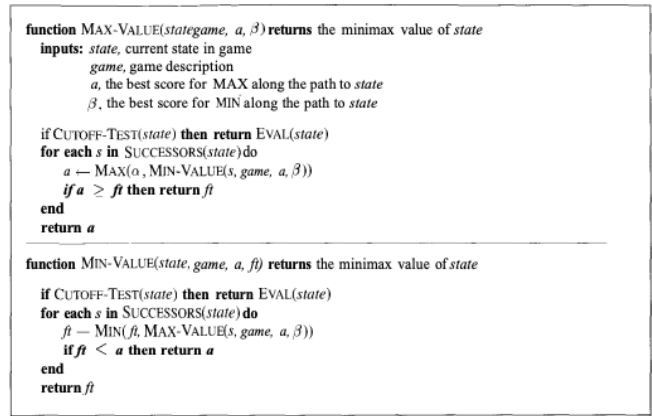 function MAX-VALUE(stategame, a, β) returns the minimax value of state
inputs: state, current state in game
game, game description
a, the best score for MAX along the path to state
β, the best score for MIN along the path to state
if CUTOFF-TEST(state) then return EVAL(state)
for each s in SUCCESSORS(state) do
a ← MAX(α, MIN-VALUE(s, game, a, β))
if a ≥ ft then return ft
end
return a
function MIN-VALUE(state, game, a, ft) returns the minimax value of state
if CUTOFF-TEST(state) then return EVAL(state)
for each s in SUCCESSORS(state) do
ft — MIN(ft, MAX-VALUE(s, game, a, β))
if ft < a then return a
end
return ft